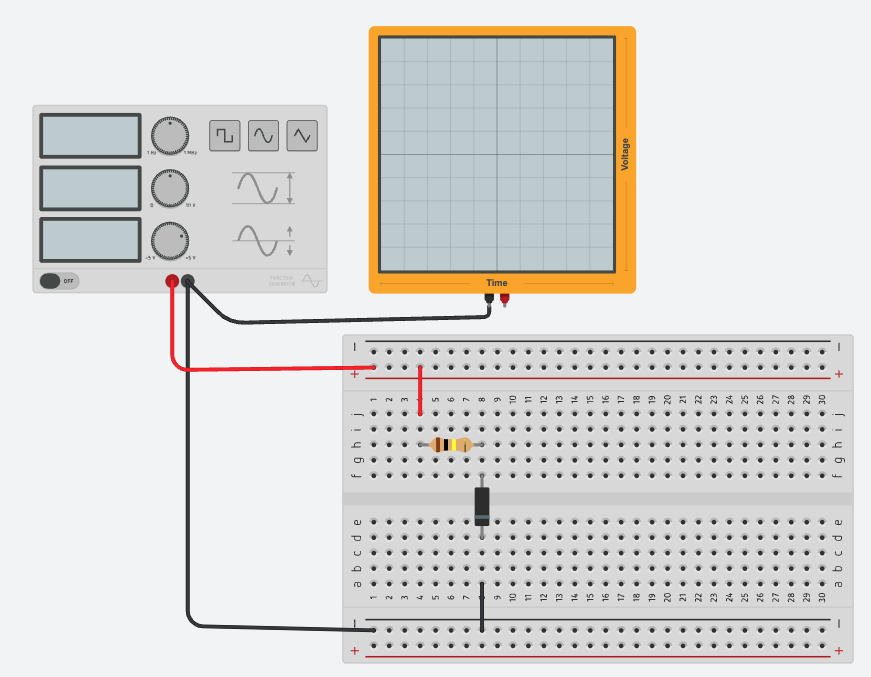 1 Hz
1 MHz
0
10 V
-5 V
+5 V
OFF
FUNCTION
GENERATOR
Voltage
Time
− −
+ +
1 2 3 4 5 6 7 8 9 10 11 12 13 14 15 16 17 18 19 20 21 22 23 24 25 26 27 28 29 30
j j
i i
h h
g g
f f
e e
d d
c c
b b
a a
1 2 3 4 5 6 7 9 10 11 12 13 14 15 16 17 18 19 20 21 22 23 24 25 26 27 28 29 30
− −
+ +